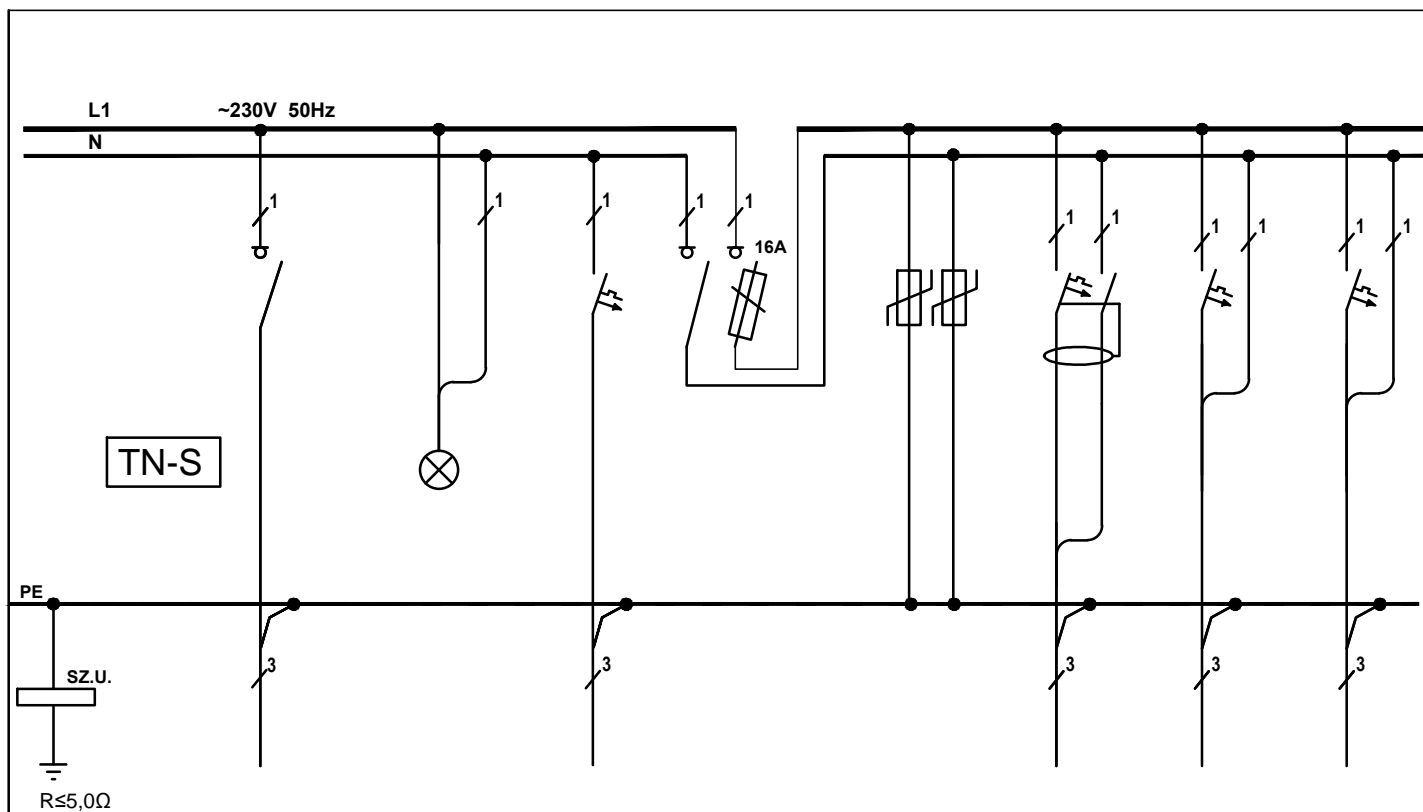 L1 ~230V 50Hz
N
1 1 1 1 1
16A
1 1 1 1 1 1
TN-S
PE
SZ.U.
3 3 3 3 3
R≤5,0Ω